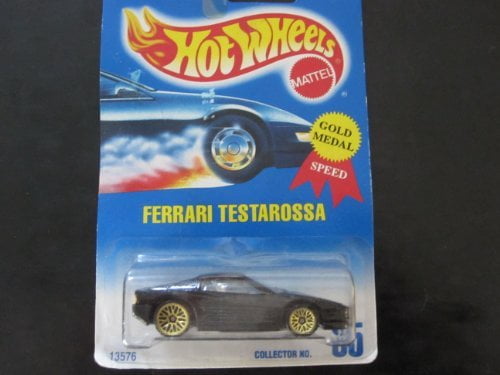 HOT WHEELS
MATTEL
®
GOLD
MEDAL
SPEED
FERRARI TESTAROSSA
13576
COLLECTOR NO.